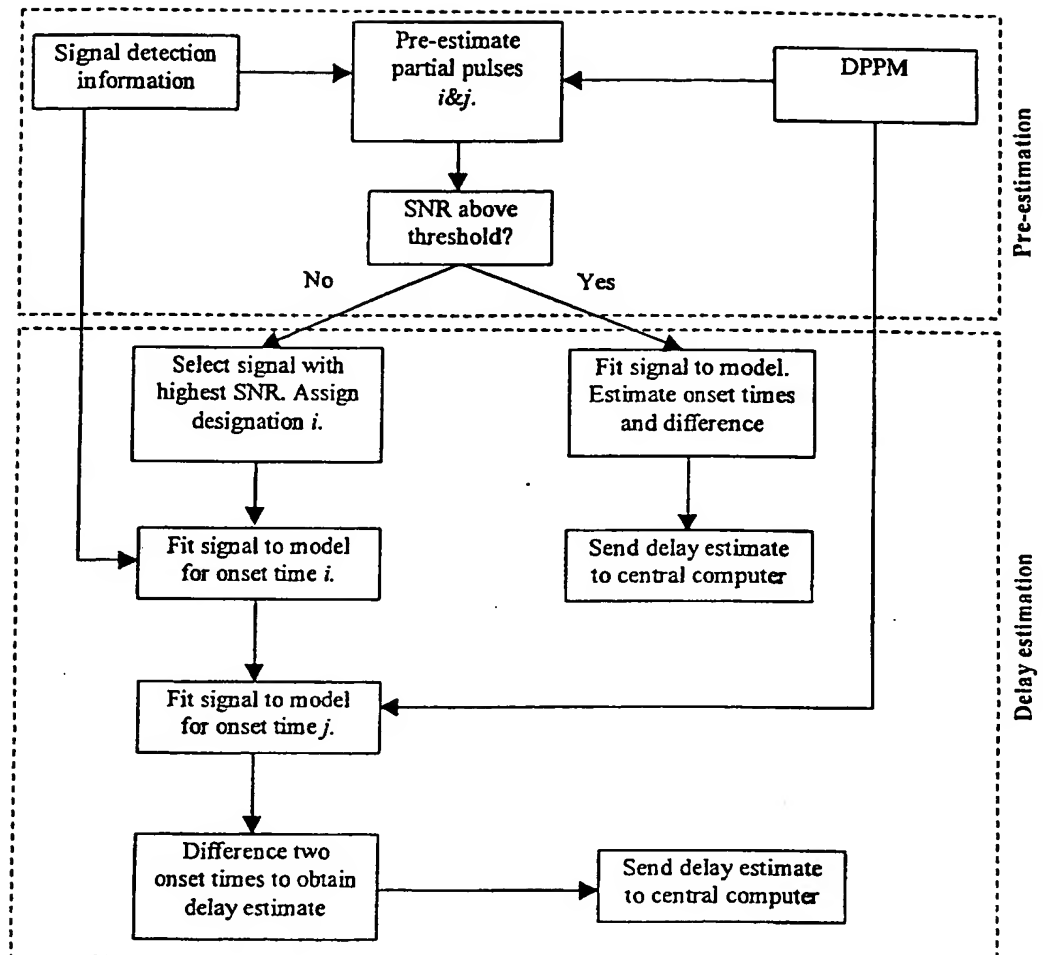 Signal detection
information
Pre-estimate
partial pulses
i&j.
DPPM
SNR above
threshold?
No
Yes
Pre-estimation
Select signal with
highest SNR. Assign
designation i.
Fit signal to model.
Estimate onset times
and difference
Fit signal to model
for onset time i.
Send delay estimate
to central computer
Fit signal to model
for onset time j.
Difference two
onset times to obtain
delay estimate
Send delay estimate
to central computer
Delay estimation